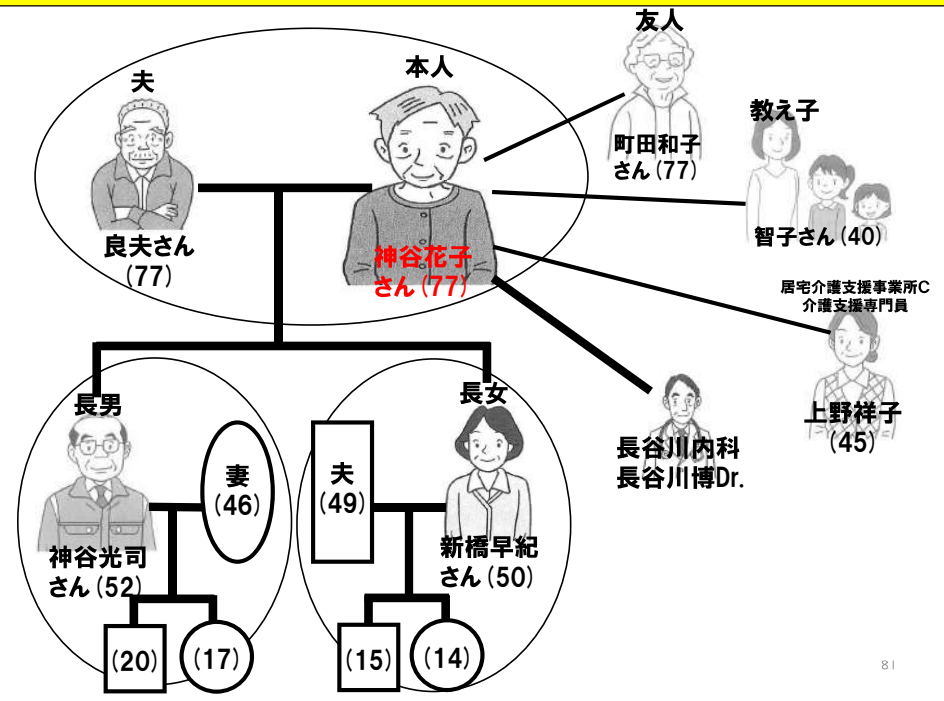 友人
本人
夫
教え子
町田和子
さん(77)
良夫さん
(77)
神谷花子
さん(77)
智子さん(40)
居宅介護支援事業所C
介護支援専門員
上野祥子
(45)
長谷川内科
長谷川博Dr.
長男
長女
妻
(46)
夫
(49)
神谷光司
さん(52)
新橋早紀
さん(50)
(20)
(17)
(15)
(14)
81